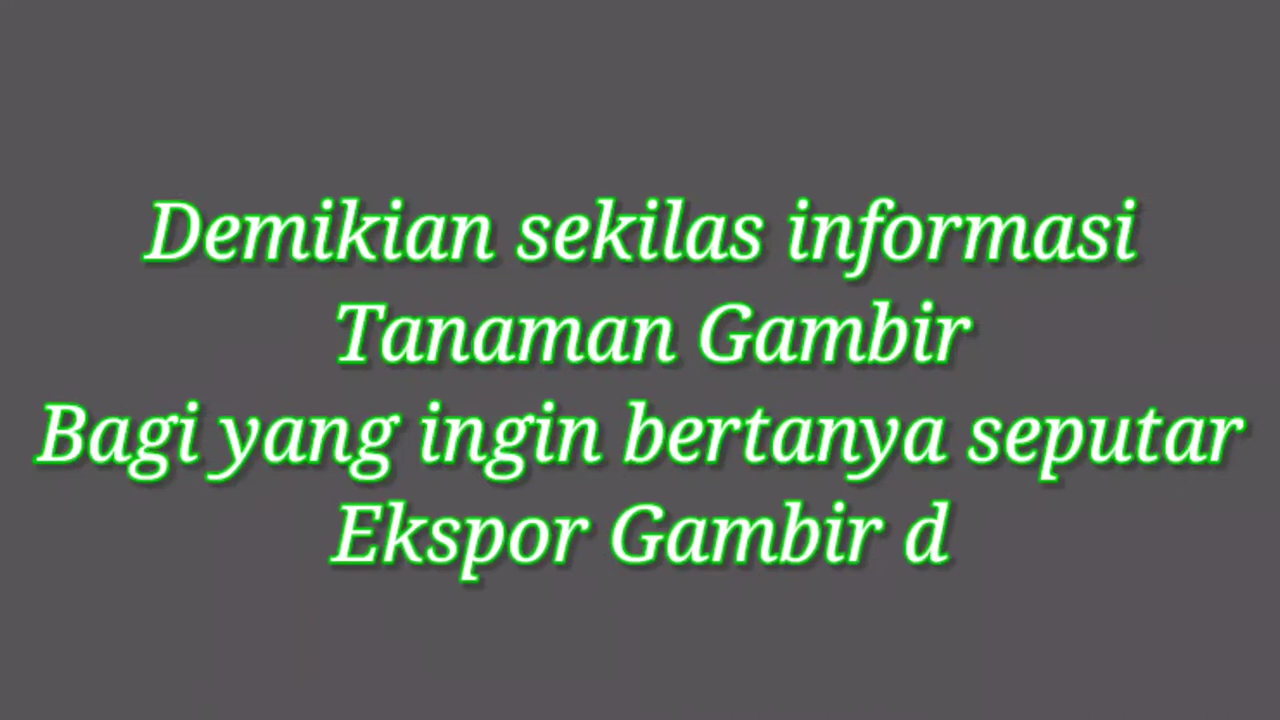 Demikian sekilas informasi
Tanaman Gambir
Bagi yang ingin bertanya seputar
Ekspor Gambir d